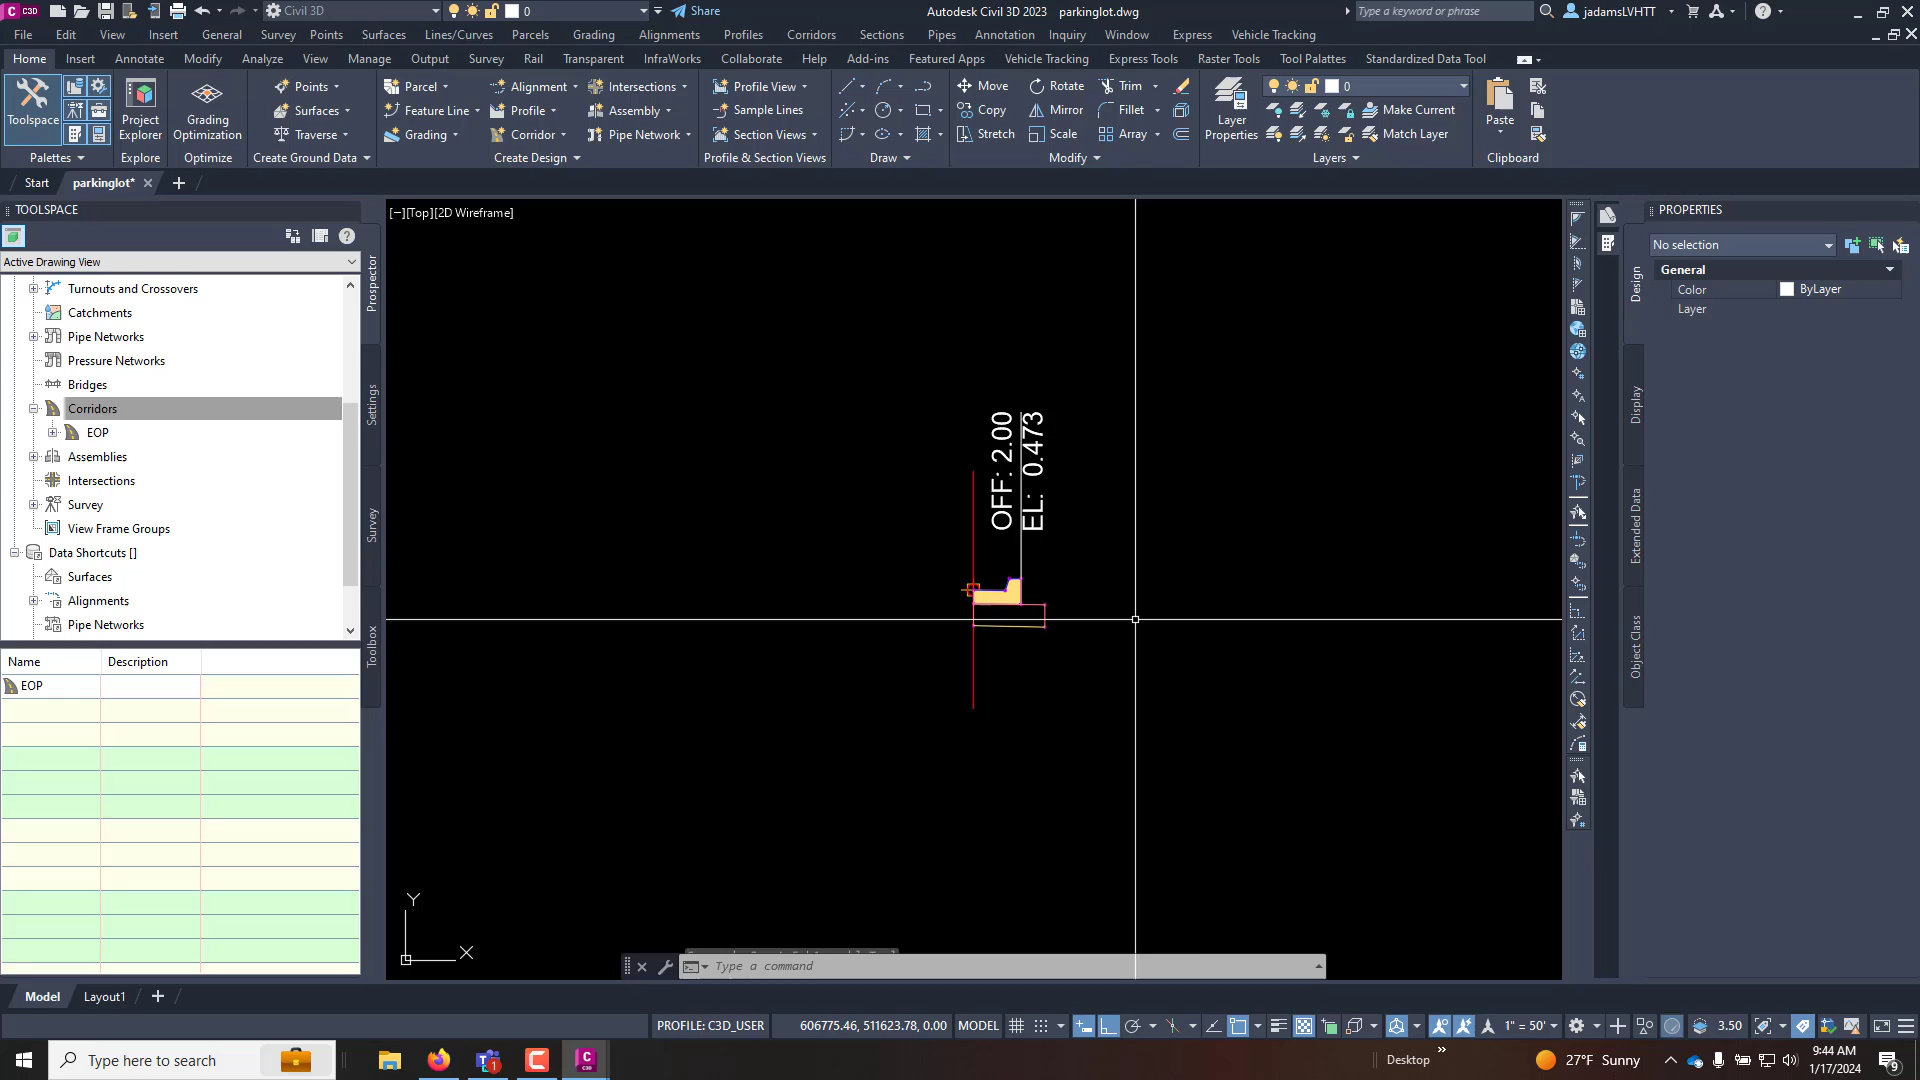 C3D
Civil 3D
0
Share
Autodesk Civil 3D 2023 parkinglot.dwg
Type a keyword or phrase
jadamsLVHTT
File Edit View Insert General Survey Points Surfaces Lines/Curves Parcels Grading Alignments Profiles Corridors Sections Pipes Annotation Inquiry Window Express Vehicle Tracking
Home Insert Annotate Modify Analyze View Manage Output Survey Rail Transparent InfraWorks Collaborate Help Add-ins Featured Apps Vehicle Tracking Express Tools Raster Tools Tool Palettes Standardized Data Tool
Toolspace
Project Explorer
Grading Optimization
Points
Surfaces
Traverse
Parcel
Feature Line
Grading
Alignment
Profile
Corridor
Intersections
Assembly
Pipe Network
Profile View
Sample Lines
Section Views
Move Rotate Trim
Copy Mirror Fillet
Stretch Scale Array
Layer Properties
0
Make Current
Match Layer
Paste
Palettes Explore Optimize Create Ground Data Create Design Profile & Section Views Draw Modify Layers Clipboard
Start parkinglot*
TOOLSPACE
Active Drawing View
Turnouts and Crossovers
Catchments
Pipe Networks
Pressure Networks
Bridges
Corridors
EOP
Assemblies
Intersections
Survey
View Frame Groups
Data Shortcuts []
Surfaces
Alignments
Pipe Networks
Name Description
EOP
Prospector
Settings
Survey
Toolbox
[−][Top][2D Wireframe]
OFF: 2.00
EL: 0.473
Y
X
Type a command
PROPERTIES
No selection
General
Color ByLayer
Layer
Design
Display
Extended Data
Object Class
Model Layout1
PROFILE: C3D_USER 606775.46, 511623.78, 0.00 MODEL 1" = 50' 3.50
Type here to search
1
C3D
Desktop
27°F Sunny
9:44 AM
1/17/2024
9